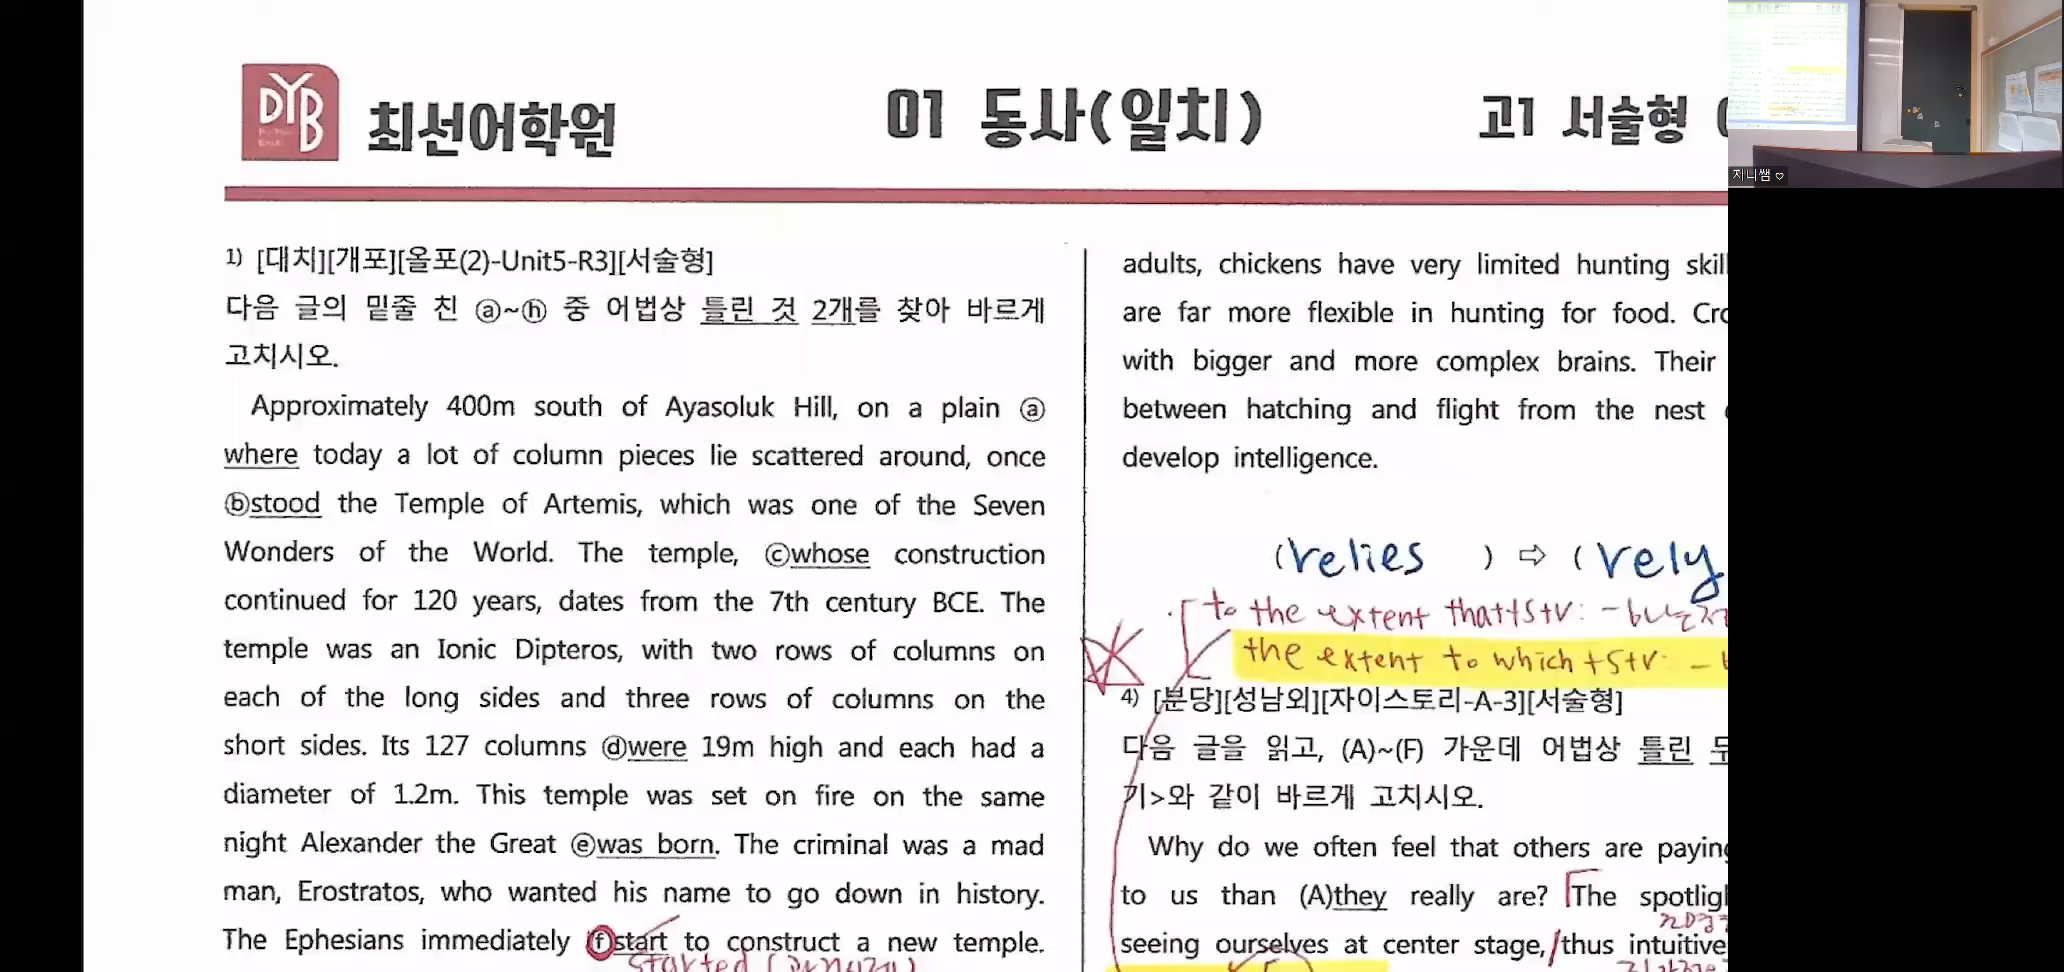 DYB 최선어학원
01 동사(일치)
고1 서술형
지니쌤 ♡
1) [대치][개포][올포(2)-Unit5-R3][서술형]
다음 글의 밑줄 친 ⓐ~ⓗ 중 어법상 틀린 것 2개를 찾아 바르게
고치시오.
Approximately 400m south of Ayasoluk Hill, on a plain ⓐ
where today a lot of column pieces lie scattered around, once
ⓑstood the Temple of Artemis, which was one of the Seven
Wonders of the World. The temple, ⓒwhose construction
continued for 120 years, dates from the 7th century BCE. The
temple was an Ionic Dipteros, with two rows of columns on
each of the long sides and three rows of columns on the
short sides. Its 127 columns ⓓwere 19m high and each had a
diameter of 1.2m. This temple was set on fire on the same
night Alexander the Great ⓔwas born. The criminal was a mad
man, Erostratos, who wanted his name to go down in history.
The Ephesians immediately ⓕstart to construct a new temple.
started
adults, chickens have very limited hunting
are far more flexible in hunting for food.
with bigger and more complex brains. Their
between hatching and flight from the nest
develop intelligence.
(relies ) ⇨ (rely
to the extent that+S+V:
the extent to which +S+V
4) [분당][성남외][자이스토리-A-3][서술형]
다음 글을 읽고, (A)~(F) 가운데 어법상 틀린
기>와 같이 바르게 고치시오.
Why do we often feel that others are paying
to us than (A)they really are? The
seeing ourselves at center stage, thus